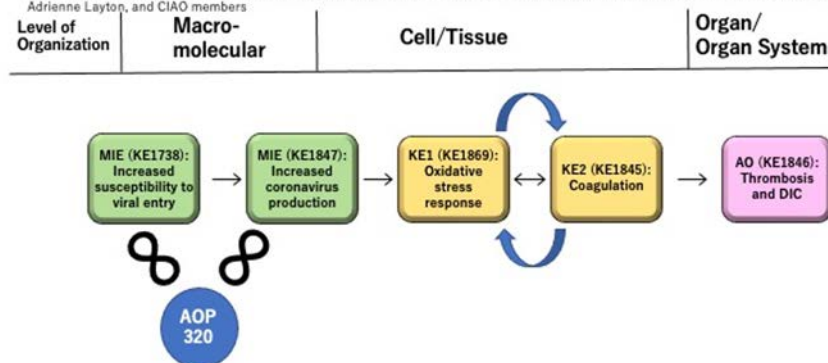 Adrienne Layton, and CIAO members
Level of
Organization
Macro-
molecular
Cell/Tissue
Organ/
Organ System
MIE (KE1738):
Increased
susceptibility to
viral entry
MIE (KE1847):
Increased
coronavirus
production
KE1 (KE1869):
Oxidative
stress
response
KE2 (KE1845):
Coagulation
AO (KE1846):
Thrombosis
and DIC
AOP
320